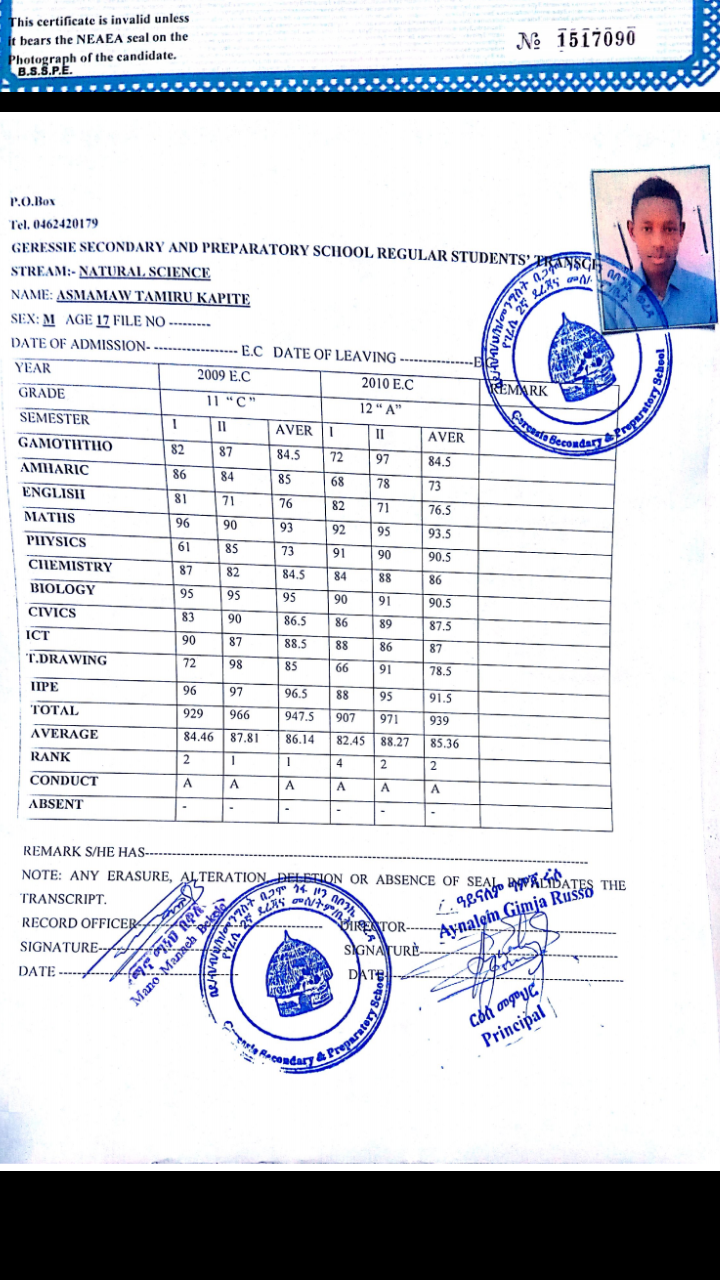 This certificate is invalid unless
it bears the NEAEA seal on the
Photograph of the candidate.
B.S.S.P.E.
№ 1517090
P.O.Box
Tel. 0462420179
GERESSIE SECONDARY AND PREPARATORY SCHOOL REGULAR STUDENTS' TRANSCRI
STREAM:- NATURAL SCIENCE
NAME: ASMAMAW TAMIRU KAPITE
SEX: M AGE 17 FILE NO ---------
DATE OF ADMISSION- ------------------- E.C DATE OF LEAVING ----------------E.C
YEAR 2009 E.C 2010 E.C REMARK
GRADE 11 "C" 12 "A"
SEMESTER I II AVER I II AVER
GAMOTHTHO 82 87 84.5 72 97 84.5
AMHARIC 86 84 85 68 78 73
ENGLISH 81 71 76 82 71 76.5
MATHS 96 90 93 92 95 93.5
PHYSICS 61 85 73 91 90 90.5
CHEMISTRY 87 82 84.5 84 88 86
BIOLOGY 95 95 95 90 91 90.5
CIVICS 83 90 86.5 86 89 87.5
ICT 90 87 88.5 88 86 87
T.DRAWING 72 98 85 66 91 78.5
HPE 96 97 96.5 88 95 91.5
TOTAL 929 966 947.5 907 971 939
AVERAGE 84.46 87.81 86.14 82.45 88.27 85.36
RANK 2 1 1 4 2 2
CONDUCT A A A A A A
ABSENT - - - - - -
Geressie Secondary & Preparatory School
REMARK S/HE HAS-----------------------------------------------
NOTE: ANY ERASURE, ALTERATION, DELETION OR ABSENCE OF SEAL INVALIDATES THE
TRANSCRIPT.
RECORD OFFICER-------------------- DIRECTOR--------------------
SIGNATURE-------------------- SIGNATURE--------------------
DATE -------------------- DATE--------------------
Mano Manach
Geressie Secondary & Preparatory School
Aynalem Gimja Russo
ርዕሰ መምህር
Principal